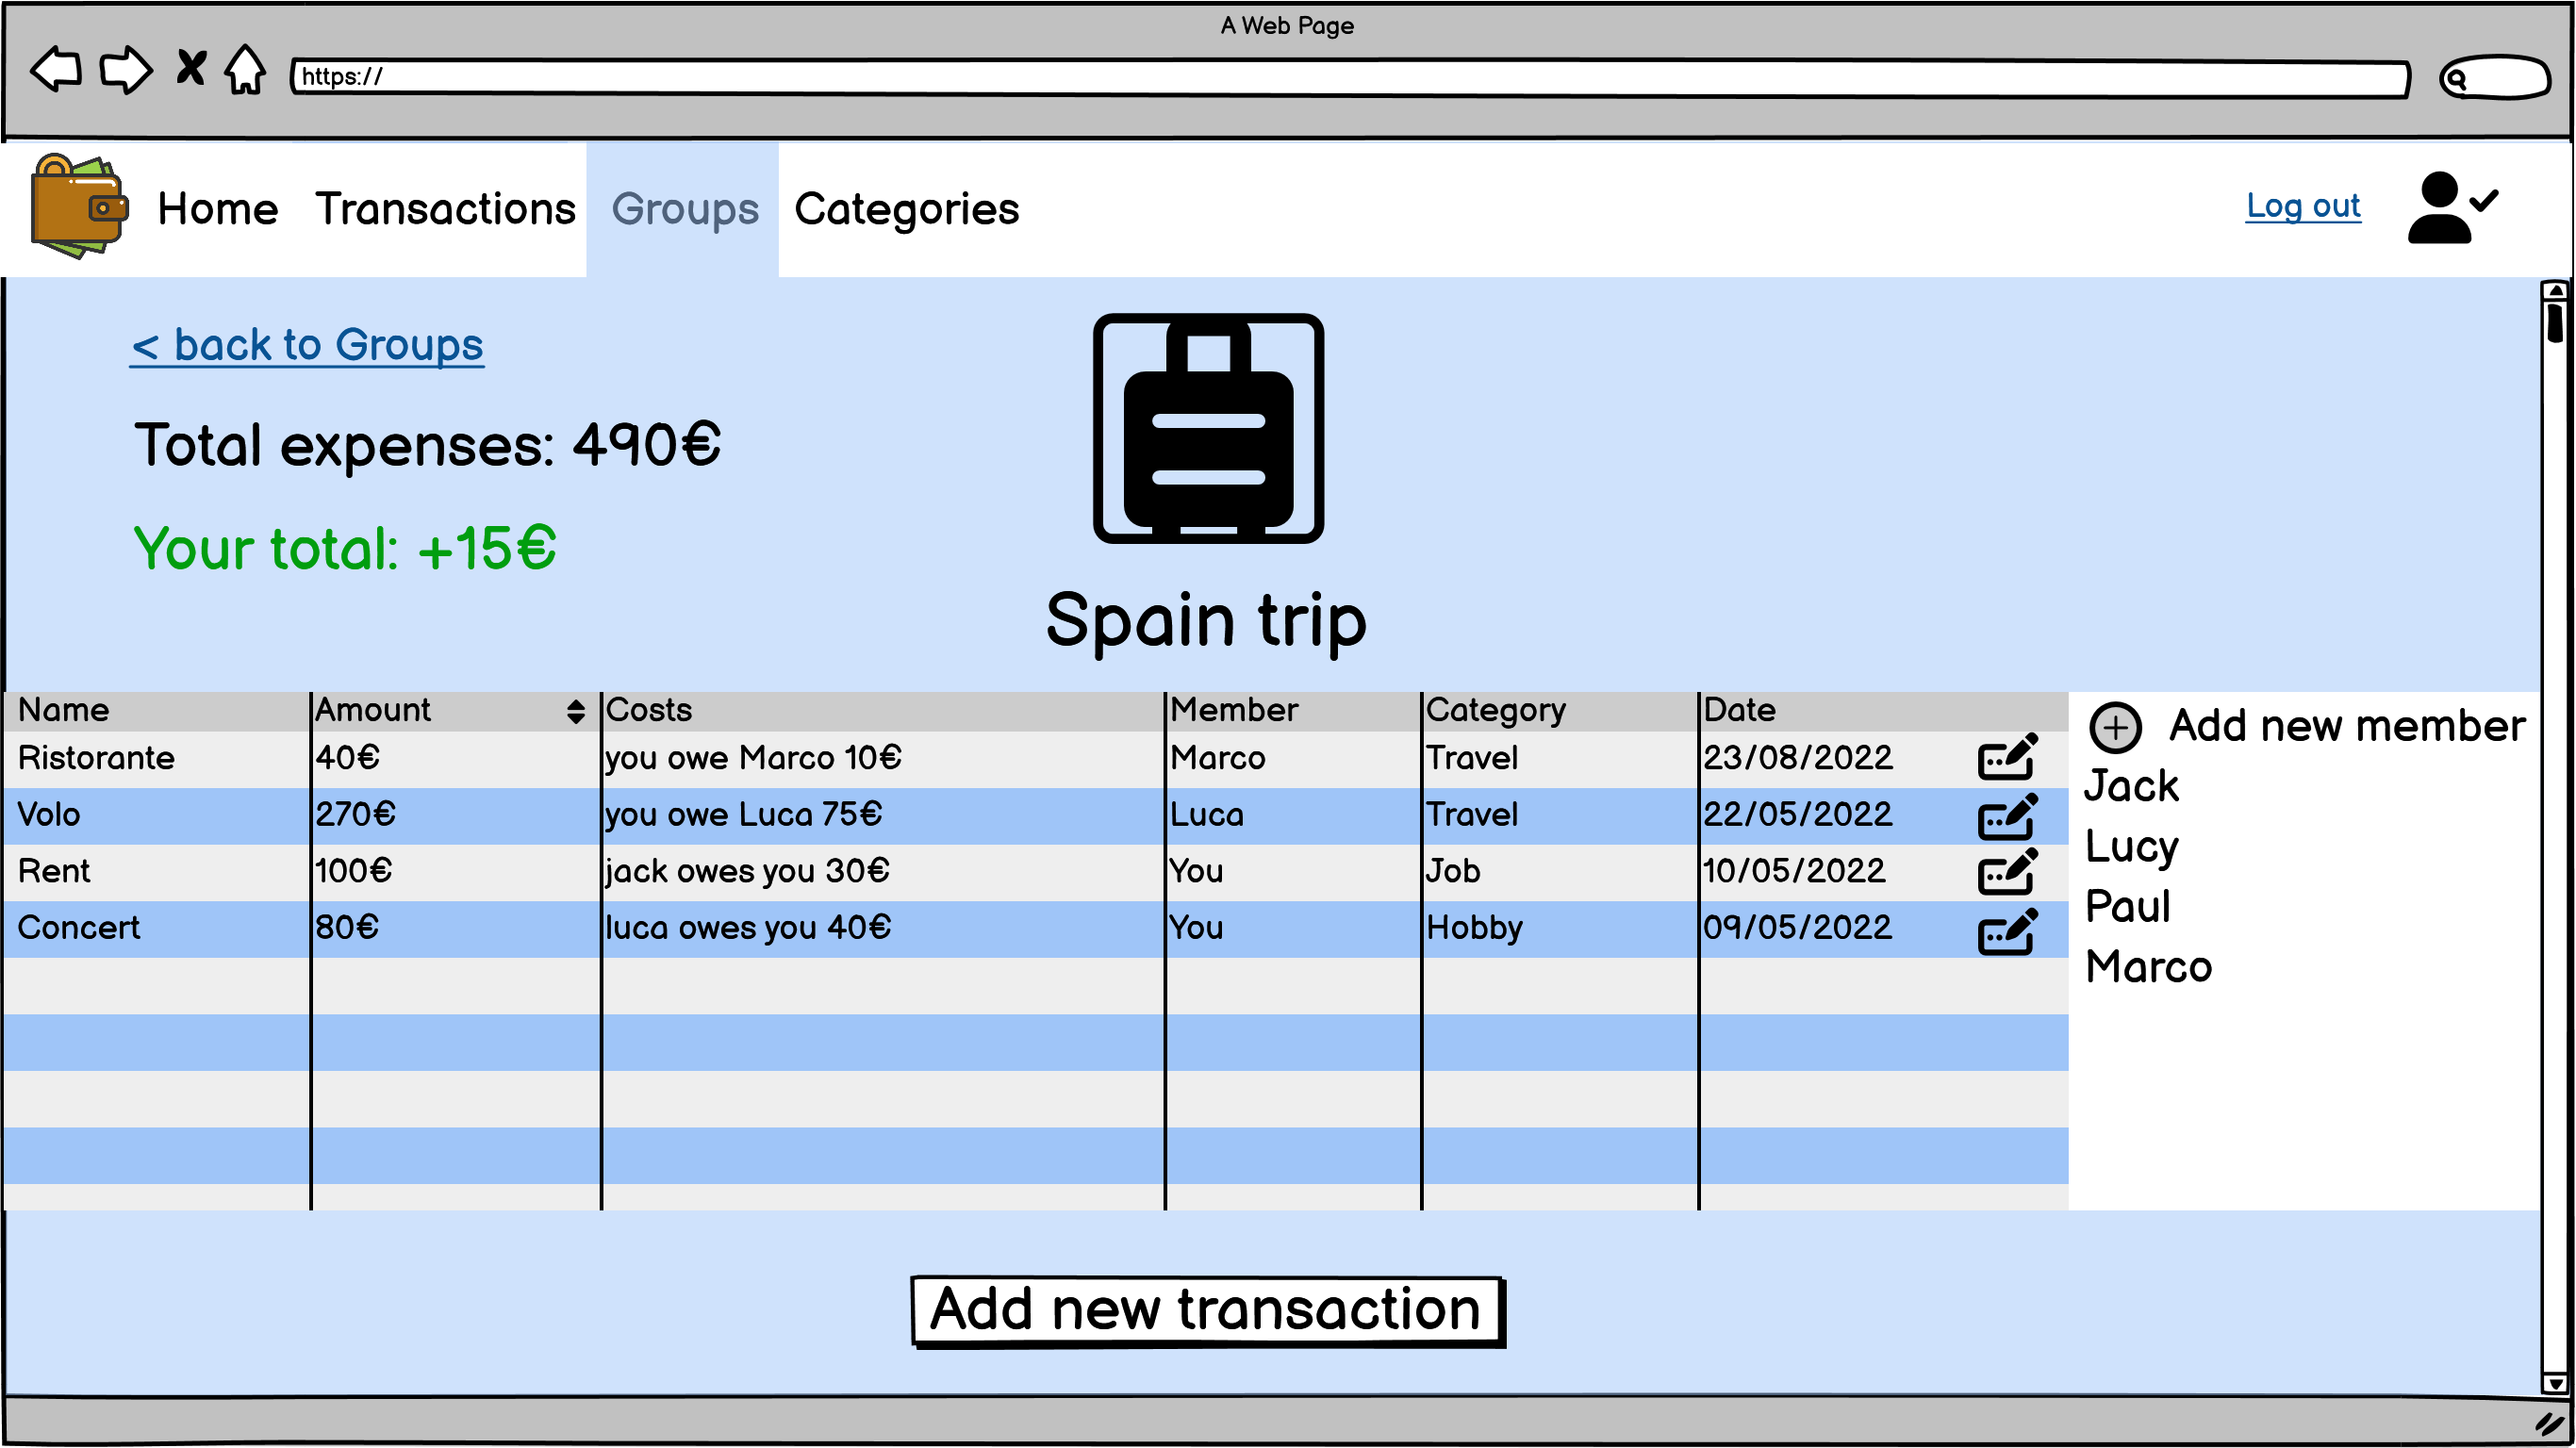 A Web Page
https://
Home Transactions Groups Categories Log out
< back to Groups
Total expenses: 490€
Your total: +15€
Spain trip
Name Amount Costs Member Category Date
Add new member
Ristorante 40€ you owe Marco 10€ Marco Travel 23/08/2022
Volo 270€ you owe Luca 75€ Luca Travel 22/05/2022
Rent 100€ jack owes you 30€ You Job 10/05/2022
Concert 80€ luca owes you 40€ You Hobby 09/05/2022
Jack
Lucy
Paul
Marco
Add new transaction